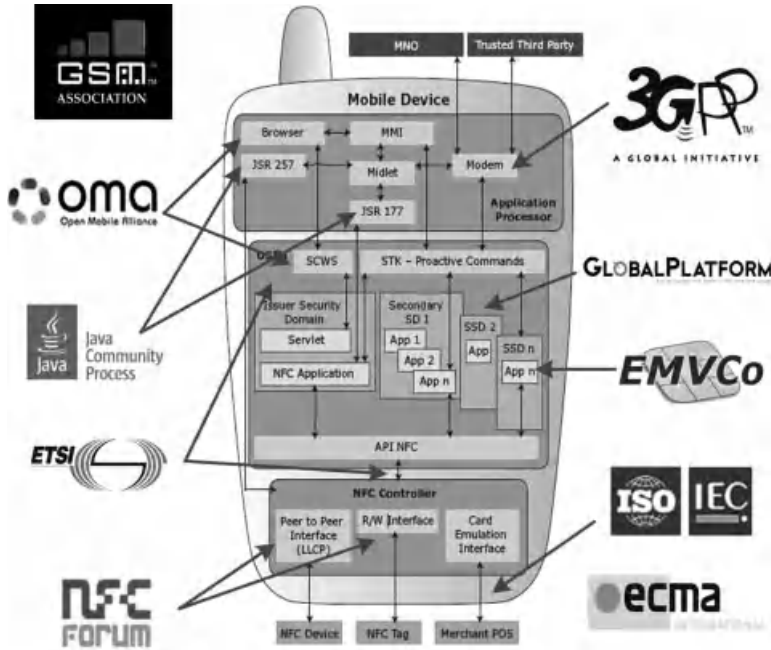 GSM
ASSOCIATION
MNO
Trusted Third Party
3GPP
TM
A GLOBAL INITIATIVE
Mobile Device
Browser
MMI
JSR 257
Midlet
Modem
JSR 177
Application
Processor
oma
Open Mobile Alliance
SCWS
STK – Proactive Commands
GLOBALPLATFORM
Issuer Security
Domain
Servlet
NFC Application
Secondary
SD 1
App 1
App 2
App n
SSD 2
App
SSD n
App n
Java
Java
Community
Process
EMVCo
ETSI
API NFC
NFC Controller
Peer to Peer
Interface
(LLCP)
R/W Interface
Card
Emulation
Interface
ISO
IEC
NFC
FORUM
ecma
INTERNATIONAL
NFC Device
NFC Tag
Merchant POS